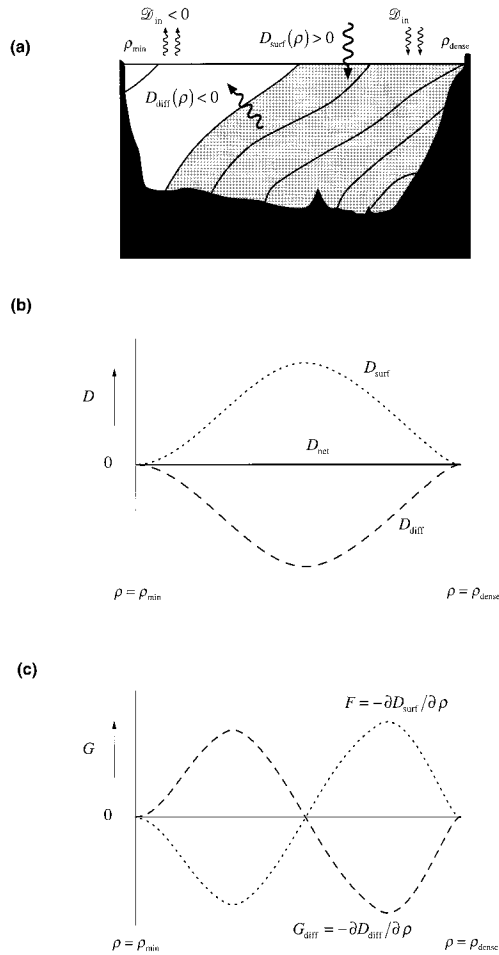 (a)
𝒟in < 0
Dsurf(ρ) > 0
𝒟in
ρmin
ρdense
Ddiff(ρ) < 0
(b)
Dsurf
D
0
Dnet
Ddiff
ρ = ρmin
ρ = ρdense
(c)
F = −∂Dsurf/∂ρ
G
0
Gdiff = −∂Ddiff/∂ρ
ρ = ρmin
ρ = ρdense